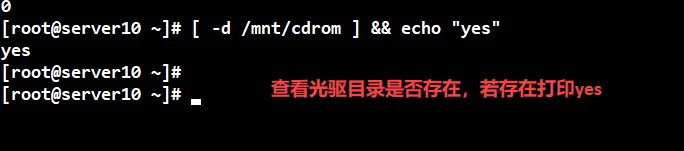 0
[root@server10 ~]# [ -d /mnt/cdrom ] && echo "yes"
yes
[root@server10 ~]#
[root@server10 ~]#
查看光驱目录是否存在，若存在打印yes